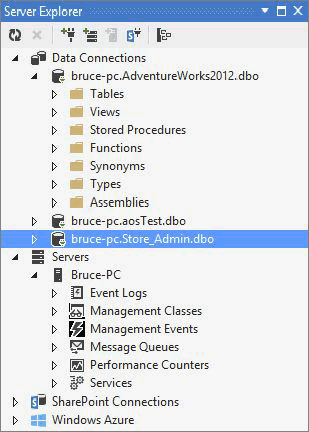 Server Explorer
Data Connections
bruce-pc.AdventureWorks2012.dbo
Tables
Views
Stored Procedures
Functions
Synonyms
Types
Assemblies
bruce-pc.aosTest.dbo
bruce-pc.Store_Admin.dbo
Servers
Bruce-PC
Event Logs
Management Classes
Management Events
Message Queues
Performance Counters
Services
SharePoint Connections
Windows Azure